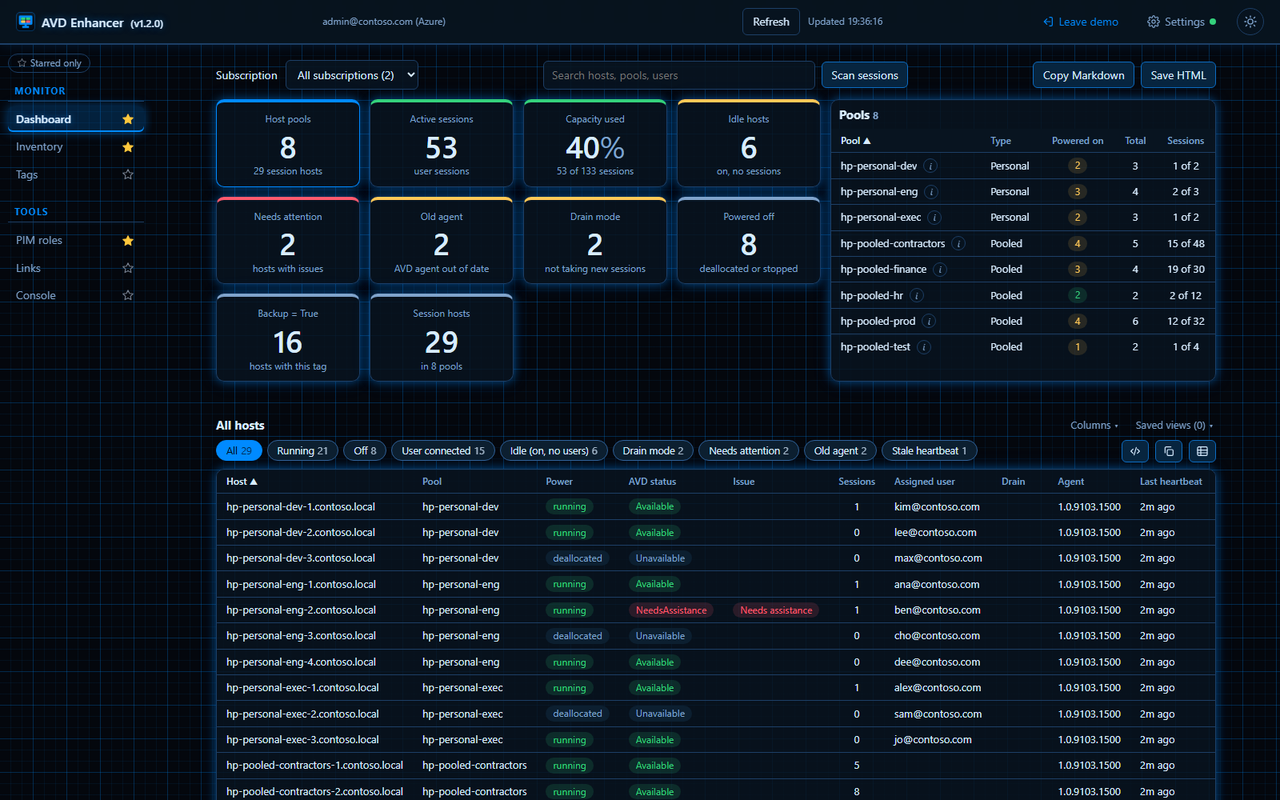 AVD Enhancer (v1.2.0)
admin@contoso.com (Azure)
Refresh
Updated 19:36:16
Leave demo
Settings
Starred only
MONITOR
Dashboard
Inventory
Tags
TOOLS
PIM roles
Links
Console
Subscription
All subscriptions (2)
Search hosts, pools, users
Scan sessions
Copy Markdown
Save HTML
Host pools
8
29 session hosts
Active sessions
53
user sessions
Capacity used
40%
53 of 133 sessions
Idle hosts
6
on, no sessions
Needs attention
2
hosts with issues
Old agent
2
AVD agent out of date
Drain mode
2
not taking new sessions
Powered off
8
deallocated or stopped
Backup = True
16
hosts with this tag
Session hosts
29
in 8 pools
Pools 8
Pool ▲ Type Powered on Total Sessions
hp-personal-dev i Personal 2 3 1 of 2
hp-personal-eng i Personal 3 4 2 of 3
hp-personal-exec i Personal 2 3 1 of 2
hp-pooled-contractors i Pooled 4 5 15 of 48
hp-pooled-finance i Pooled 3 4 19 of 30
hp-pooled-hr i Pooled 2 2 2 of 12
hp-pooled-prod i Pooled 4 6 12 of 32
hp-pooled-test i Pooled 1 2 1 of 4
All hosts
Columns
Saved views (0)
All 29
Running 21
Off 8
User connected 15
Idle (on, no users) 6
Drain mode 2
Needs attention 2
Old agent 2
Stale heartbeat 1
Host ▲ Pool Power AVD status Issue Sessions Assigned user Drain Agent Last heartbeat
hp-personal-dev-1.contoso.local hp-personal-dev running Available 1 kim@contoso.com 1.0.9103.1500 2m ago
hp-personal-dev-2.contoso.local hp-personal-dev running Available 0 lee@contoso.com 1.0.9103.1500 2m ago
hp-personal-dev-3.contoso.local hp-personal-dev deallocated Unavailable 0 max@contoso.com 1.0.9103.1500 2m ago
hp-personal-eng-1.contoso.local hp-personal-eng running Available 1 ana@contoso.com 1.0.9103.1500 2m ago
hp-personal-eng-2.contoso.local hp-personal-eng running NeedsAssistance Needs assistance 1 ben@contoso.com 1.0.9103.1500 2m ago
hp-personal-eng-3.contoso.local hp-personal-eng deallocated Unavailable 0 cho@contoso.com 1.0.9103.1500 2m ago
hp-personal-eng-4.contoso.local hp-personal-eng running Available 0 dee@contoso.com 1.0.9103.1500 2m ago
hp-personal-exec-1.contoso.local hp-personal-exec running Available 1 alex@contoso.com 1.0.9103.1500 2m ago
hp-personal-exec-2.contoso.local hp-personal-exec deallocated Unavailable 0 sam@contoso.com 1.0.9103.1500 2m ago
hp-personal-exec-3.contoso.local hp-personal-exec running Available 0 jo@contoso.com 1.0.9103.1500 2m ago
hp-pooled-contractors-1.contoso.local hp-pooled-contractors running Available 5 1.0.9103.1500 2m ago
hp-pooled-contractors-2.contoso.local hp-pooled-contractors running Available 8 1.0.9103.1500 2m ago